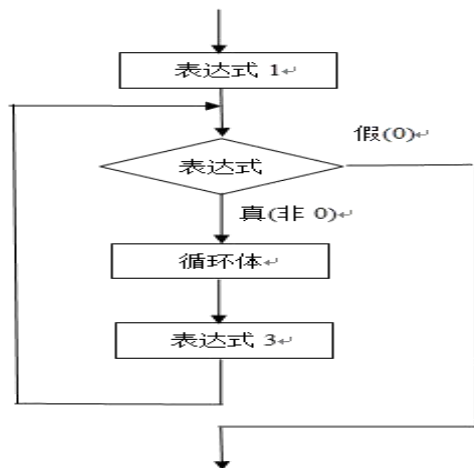 表达式 1↵
假(0)↵
表达式
真(非 0)↵
循环体↵
表达式 3↵